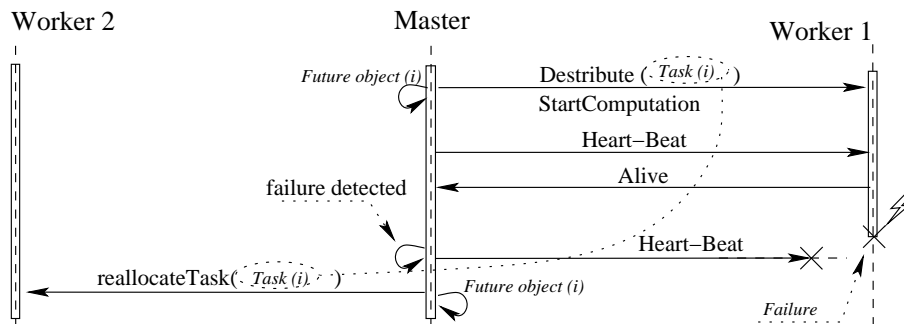 Worker 2
Master
Worker 1
Future object (i)
Destribute ( Task (i) )
StartComputation
Heart−Beat
Alive
failure detected
Heart−Beat
reallocateTask( Task (i) )
Future object (i)
Failure